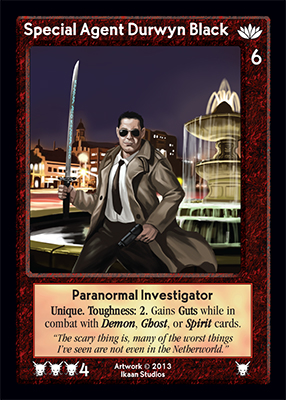 Special Agent Durwyn Black
6
Paranormal Investigator
Unique. Toughness: 2. Gains Guts while in
combat with Demon, Ghost, or Spirit cards.
"The scary thing is, many of the worst things
I've seen are not even in the Netherworld."
4
Artwork © 2013
Ikaan Studios